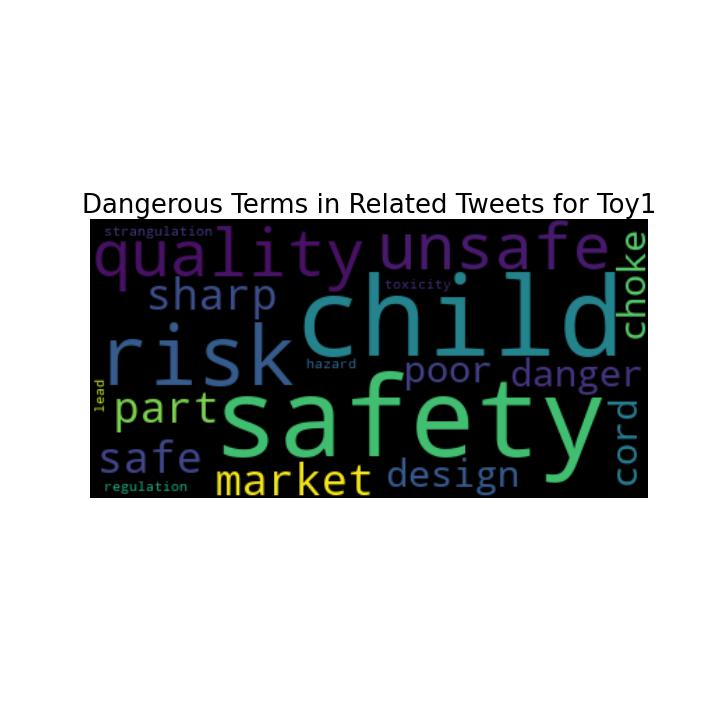 Dangerous Terms in Related Tweets for Toy1
strangulation
quality
unsafe
choke
sharp
toxicity
child
risk
hazard
poor
danger
lead
part
safety
cord
safe
market
design
regulation